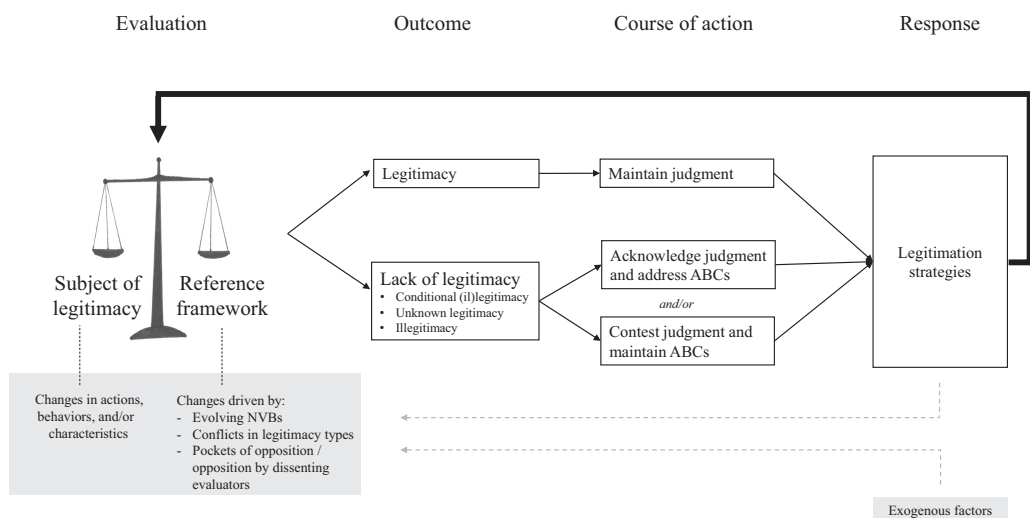 Evaluation
Outcome
Course of action
Response
Legitimacy
Maintain judgment
Subject of
legitimacy
Reference
framework
Lack of legitimacy
• Conditional (il)legitimacy
• Unknown legitimacy
• Illegitimacy
Acknowledge judgment
and address ABCs
and/or
Contest judgment and
maintain ABCs
Legitimation
strategies
Changes in actions,
behaviors, and/or
characteristics
Changes driven by:
- Evolving NVBs
- Conflicts in legitimacy types
- Pockets of opposition /
opposition by dissenting
evaluators
Exogenous factors